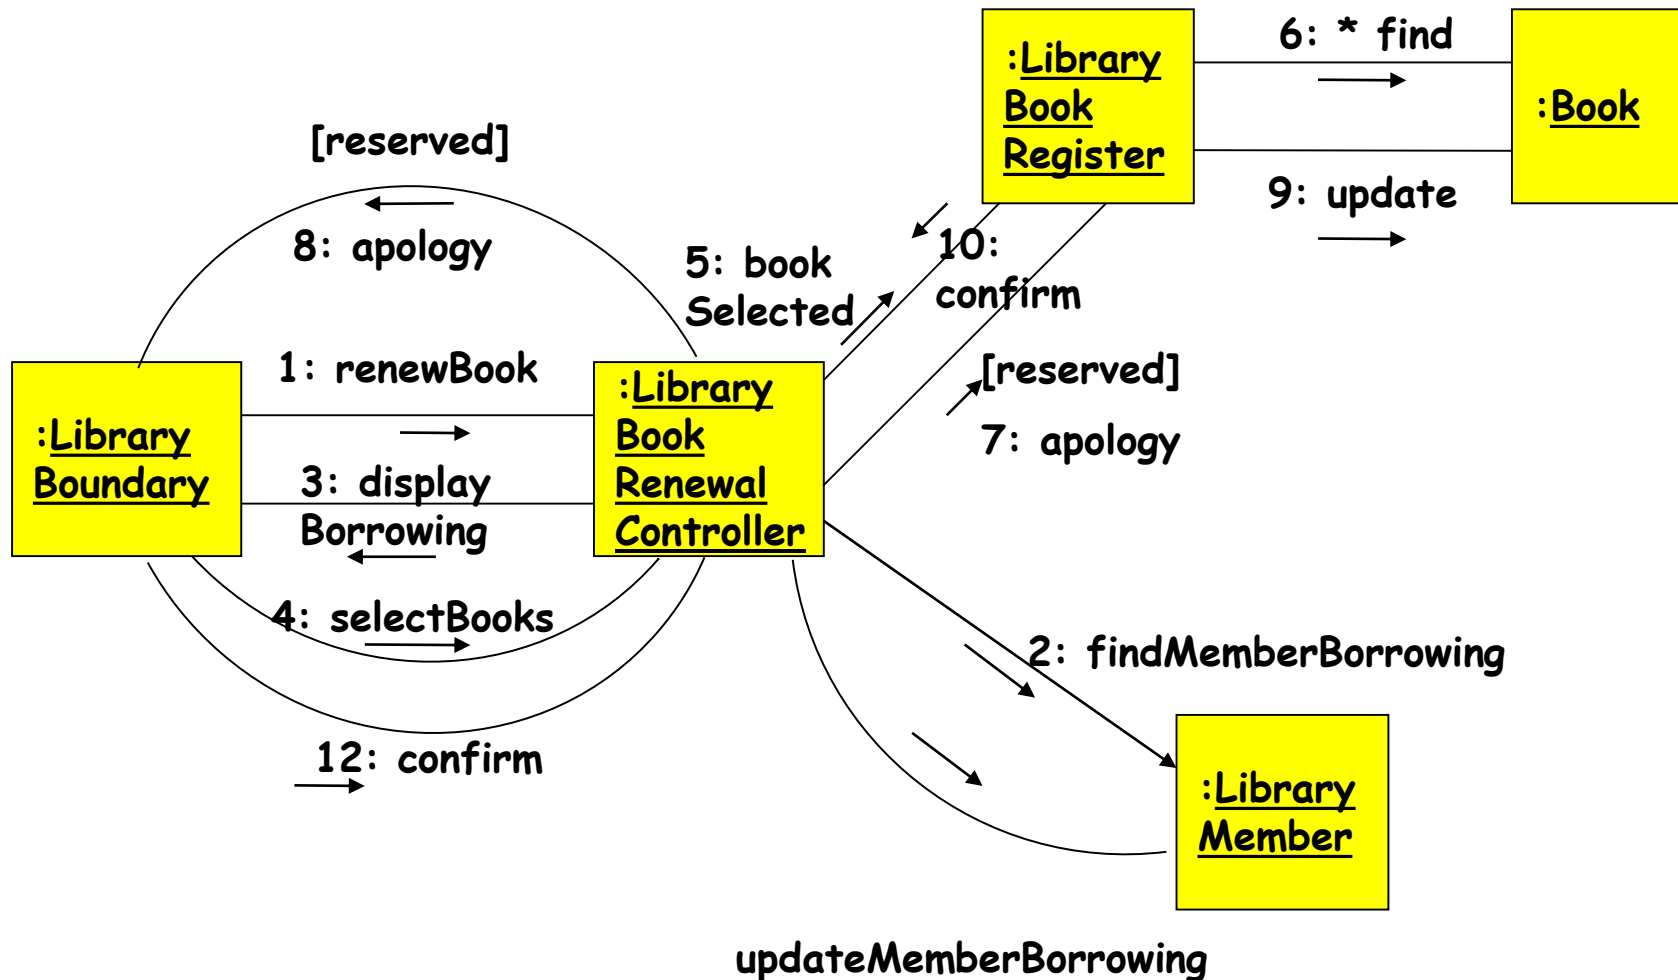 6: * find
:Library
Book
Register
:Book
9: update
[reserved]
8: apology
5: book
Selected
10:
confirm
1: renewBook
:Library
Boundary
3: display
Borrowing
:Library
Book
Renewal
Controller
[reserved]
7: apology
4: selectBooks
12: confirm
2: findMemberBorrowing
:Library
Member
updateMemberBorrowing